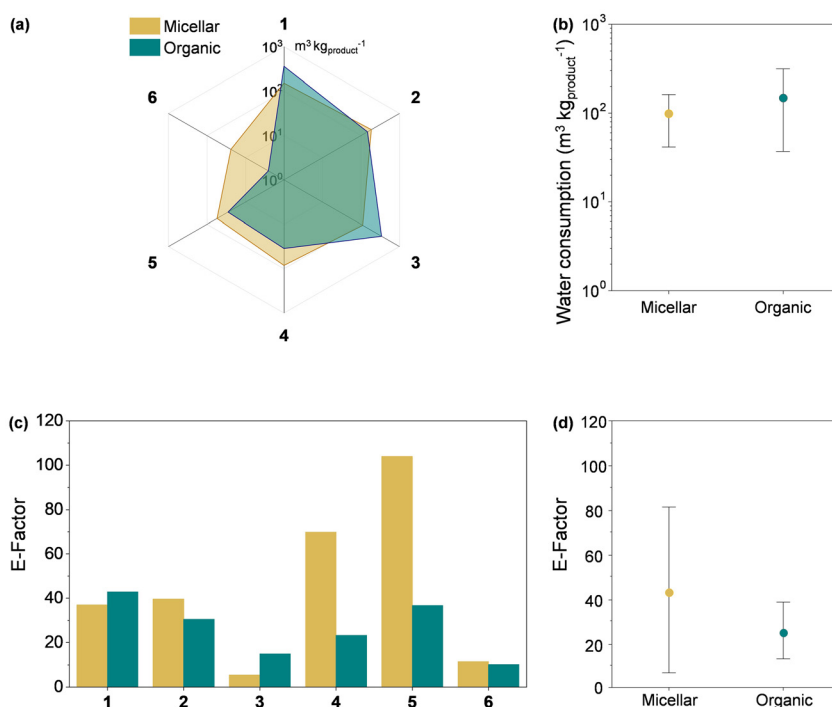 (a)
Micellar
Organic
1
10³ m³ kgproduct⁻¹
10²
10¹
10⁰
2
3
4
5
6
(b)
Water consumption (m³ kgproduct⁻¹)
10³
10²
10¹
10⁰
Micellar Organic
(c)
E-Factor
120
100
80
60
40
20
0
1 2 3 4 5 6
(d)
E-Factor
120
100
80
60
40
20
0
Micellar Organic